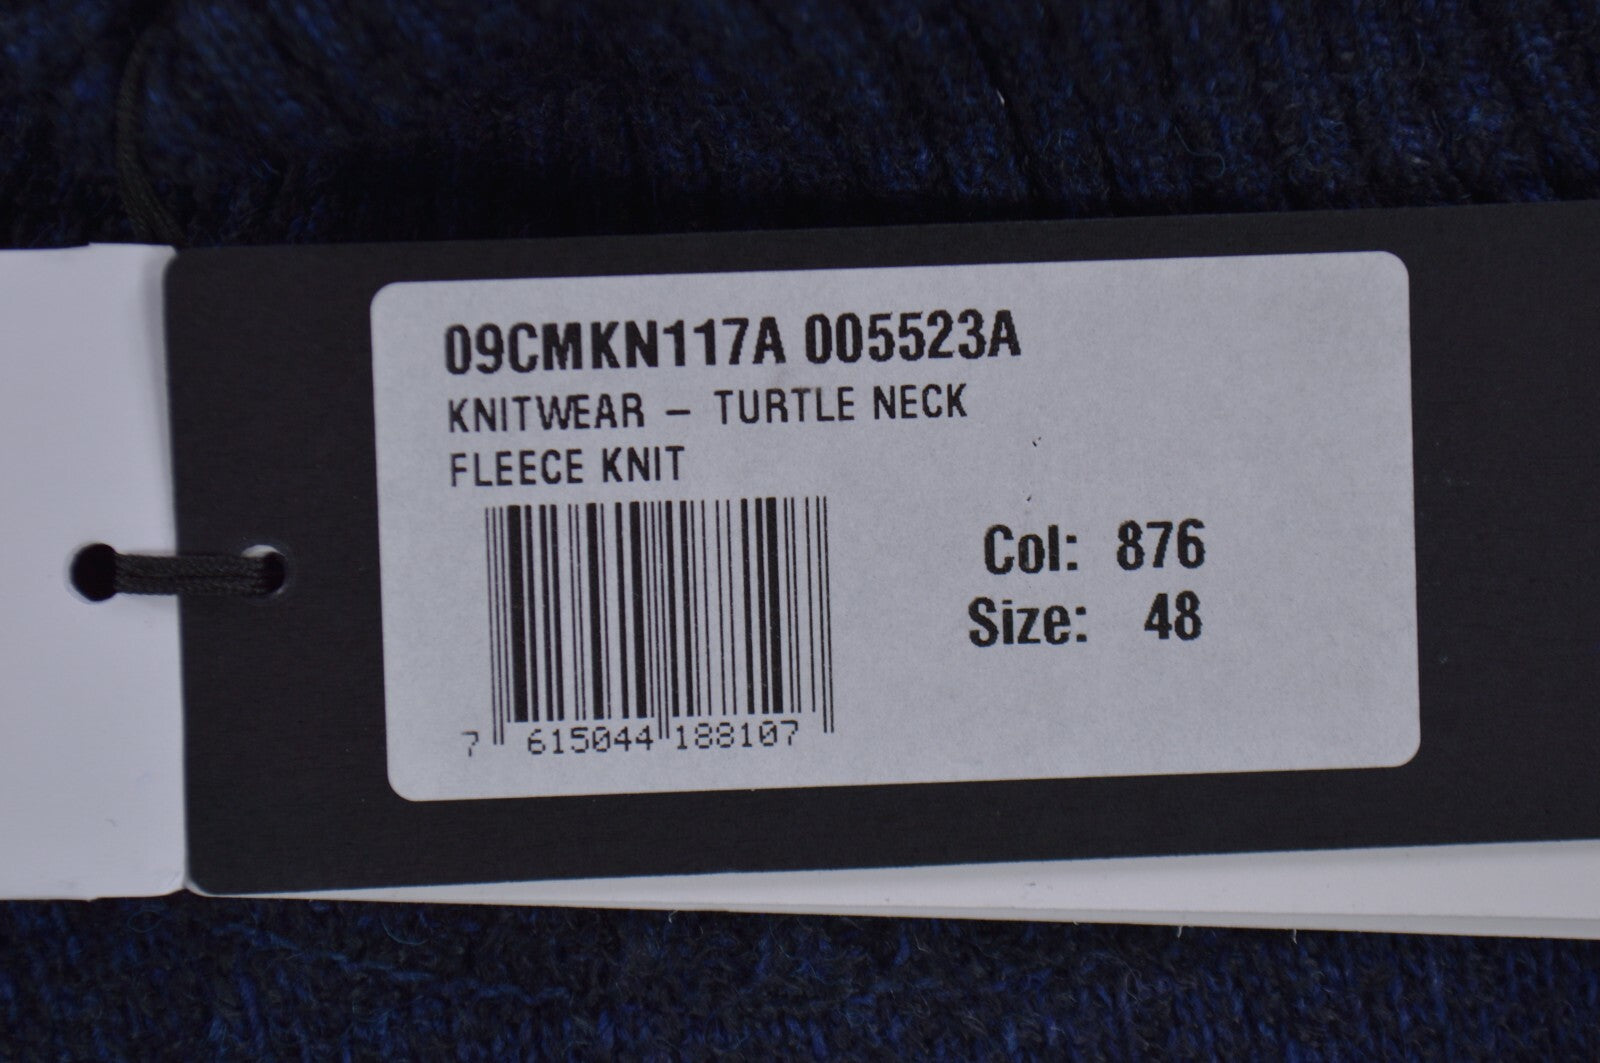 09CMKN117A 005523A
KNITWEAR – TURTLE NECK
FLEECE KNIT
Col: 876
Size: 48
7 615044 188107